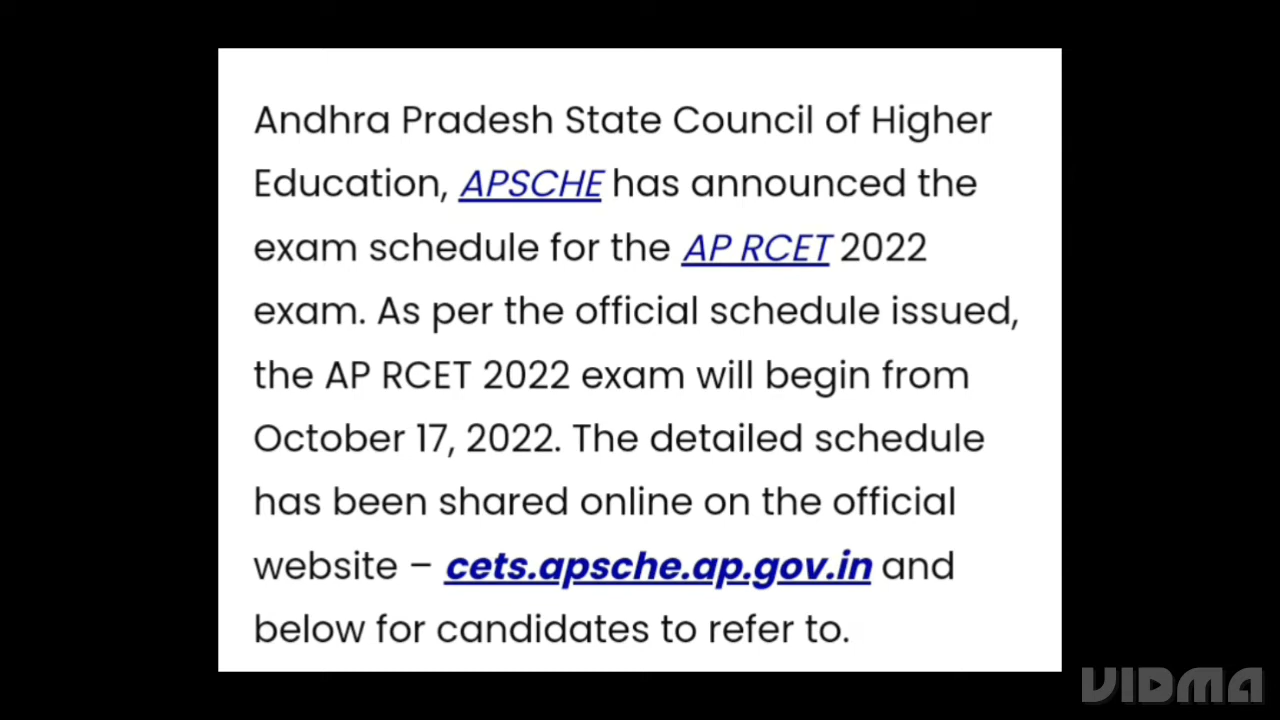 Andhra Pradesh State Council of Higher
Education, APSCHE has announced the
exam schedule for the AP RCET 2022
exam. As per the official schedule issued,
the AP RCET 2022 exam will begin from
October 17, 2022. The detailed schedule
has been shared online on the official
website – cets.apsche.ap.gov.in and
below for candidates to refer to.
VIDMA